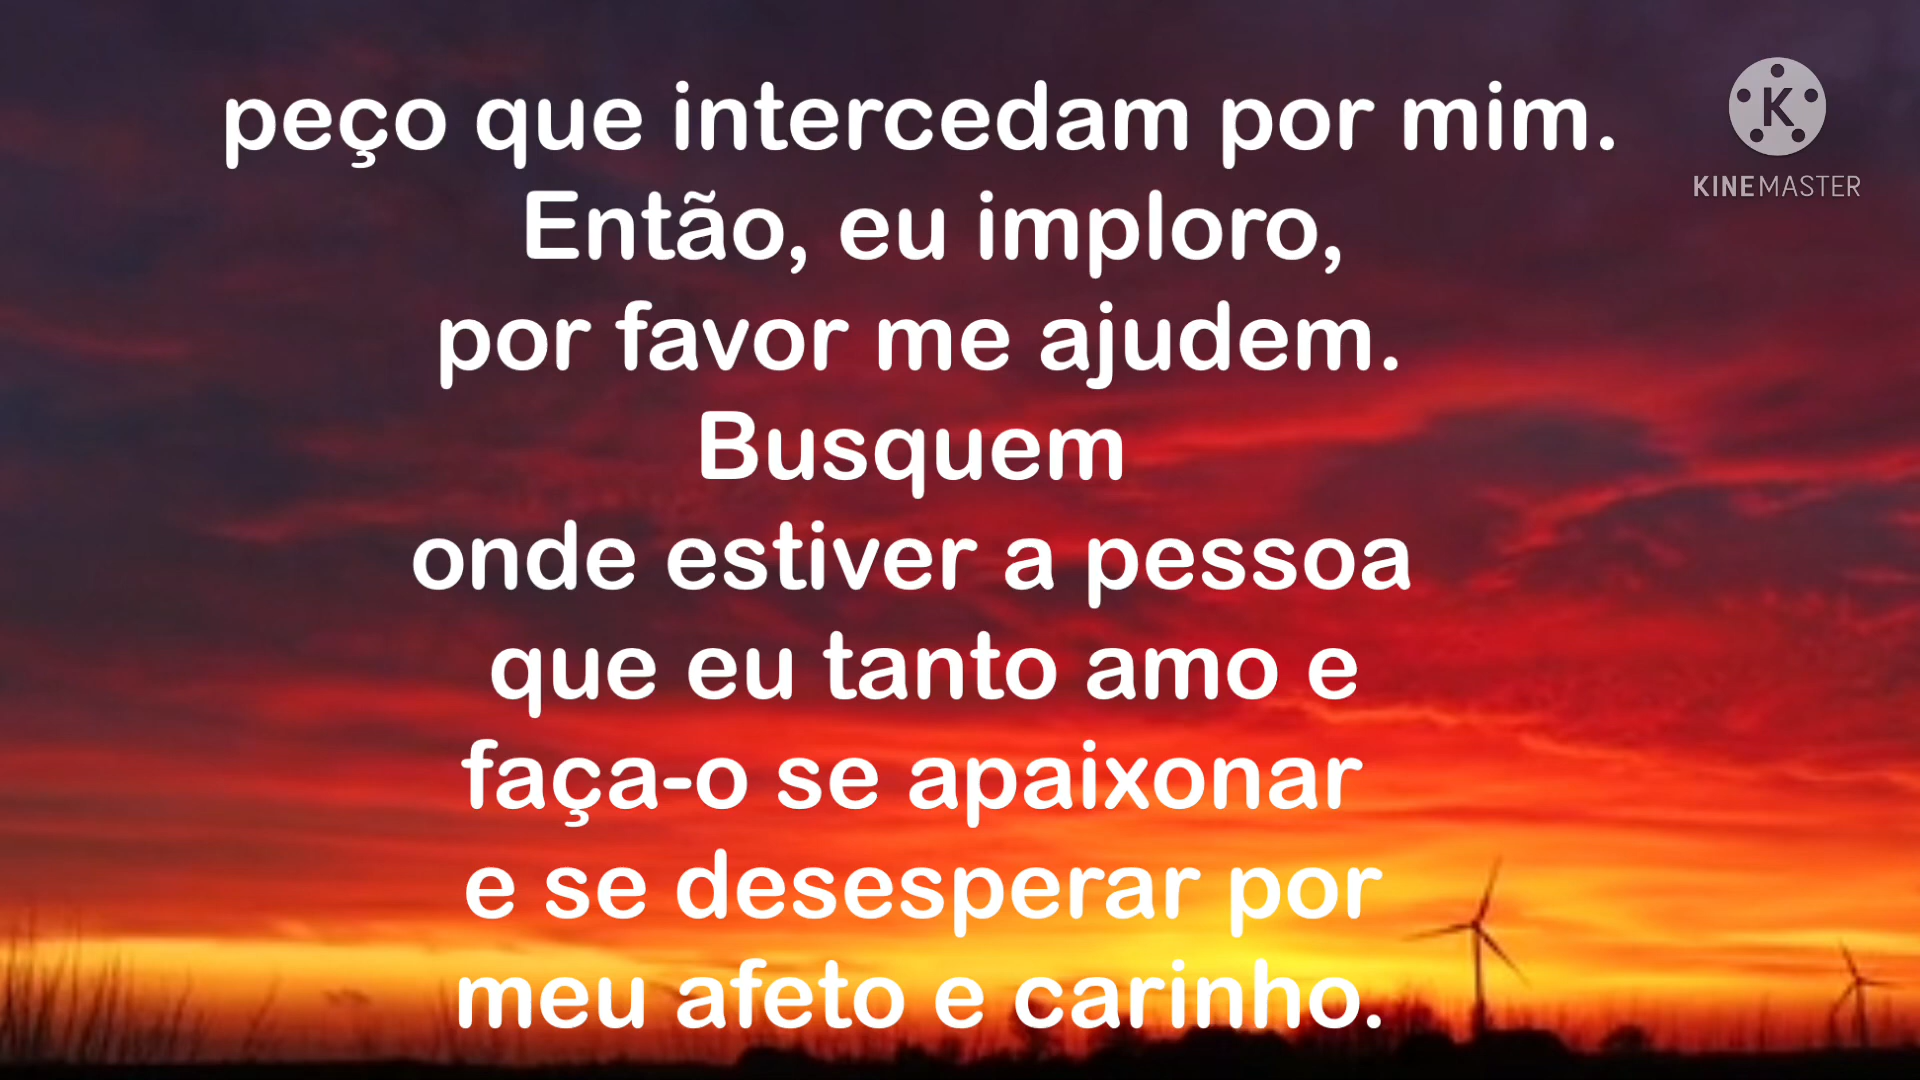 peço que intercedam por mim.
Então, eu imploro,
por favor me ajudem.
Busquem
onde estiver a pessoa
que eu tanto amo e
faça-o se apaixonar
e se desesperar por
meu afeto e carinho.
K
KINEMASTER